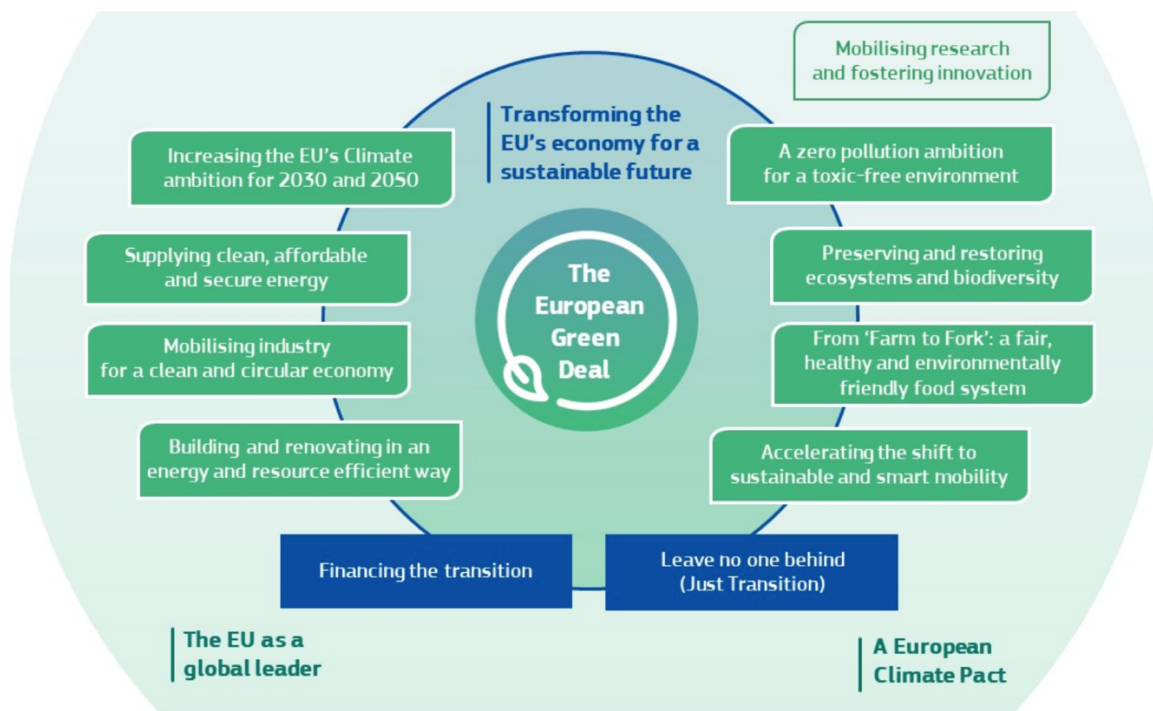 Mobilising research
and fostering innovation
Transforming the
EU's economy for a
sustainable future
Increasing the EU's Climate
ambition for 2030 and 2050
A zero pollution ambition
for a toxic-free environment
Supplying clean, affordable
and secure energy
Preserving and restoring
ecosystems and biodiversity
The
European
Green
Deal
Mobilising industry
for a clean and circular economy
From ‘Farm to Fork’: a fair,
healthy and environmentally
friendly food system
Building and renovating in an
energy and resource efficient way
Accelerating the shift to
sustainable and smart mobility
Financing the transition
Leave no one behind
(Just Transition)
The EU as a
global leader
A European
Climate Pact